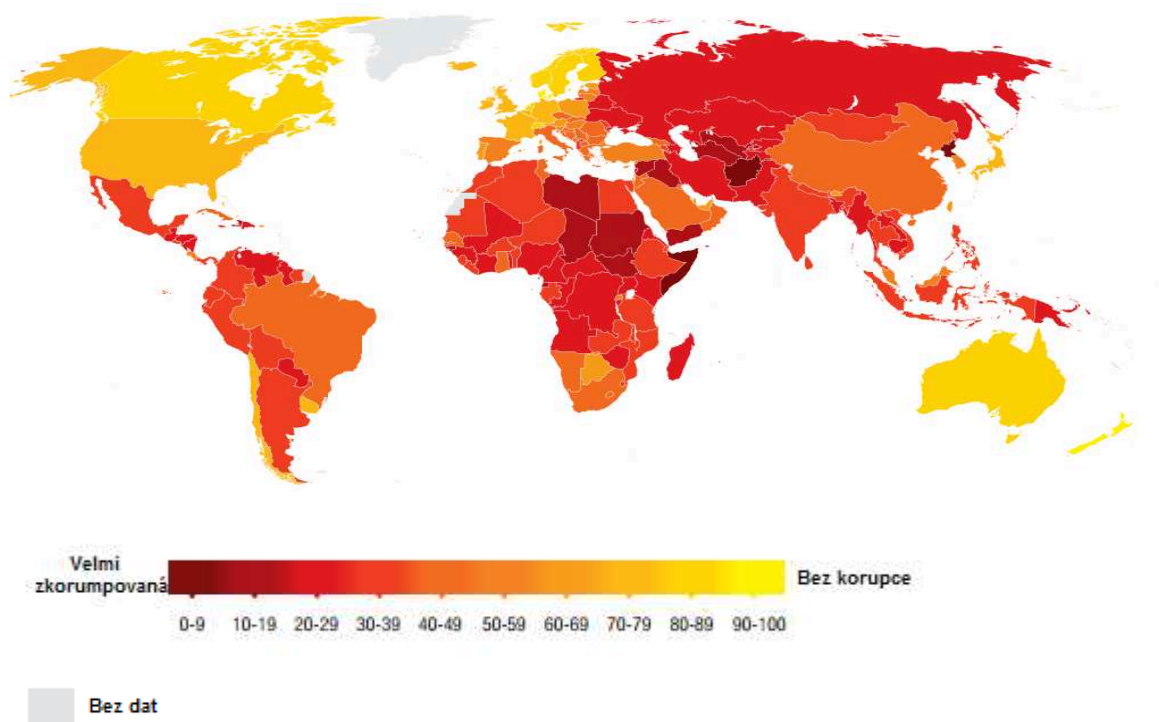 Velmi
zkorumpovaná
Bez korupce
0-9 10-19 20-29 30-39 40-49 50-59 60-69 70-79 80-89 90-100
Bez dat